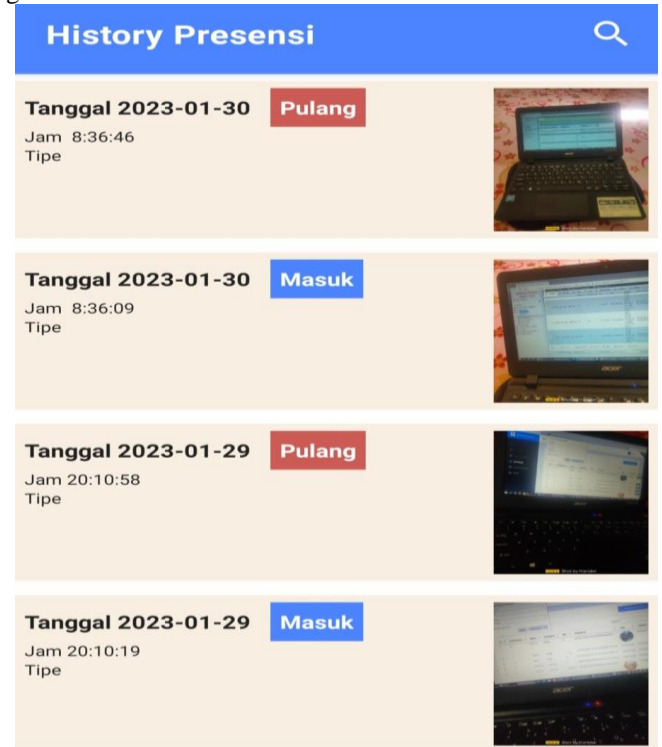 History Presensi
Tanggal 2023-01-30 Pulang
Jam 8:36:46
Tipe
Tanggal 2023-01-30 Masuk
Jam 8:36:09
Tipe
acer
Tanggal 2023-01-29 Pulang
Jam 20:10:58
Tipe
Tanggal 2023-01-29 Masuk
Jam 20:10:19
Tipe
acer